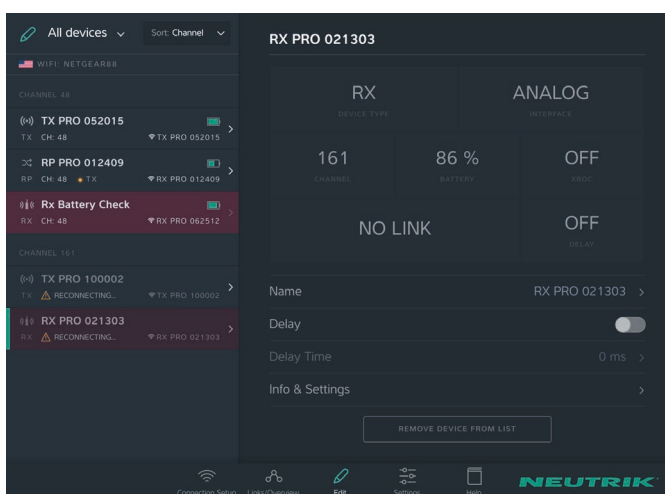 All devices
Sort: Channel
WIFI: NETGEAR88
CHANNEL 48
TX PRO 052015
TX CH: 48 TX PRO 052015
RP PRO 012409
RP CH: 48 TX RX PRO 012409
Rx Battery Check
RX CH: 48 RX PRO 062512
CHANNEL 161
TX PRO 100002
TX RECONNECTING... TX PRO 100002
RX PRO 021303
RX RECONNECTING... RX PRO 021303
RX PRO 021303
RX
DEVICE TYPE
ANALOG
INTERFACE
161
CHANNEL
86 %
BATTERY
OFF
XROC
NO LINK
OFF
DELAY
Name RX PRO 021303
Delay
Delay Time 0 ms
Info & Settings
REMOVE DEVICE FROM LIST
Connection Setup
Links/Overview
Edit
Settings
Help
NEUTRIK